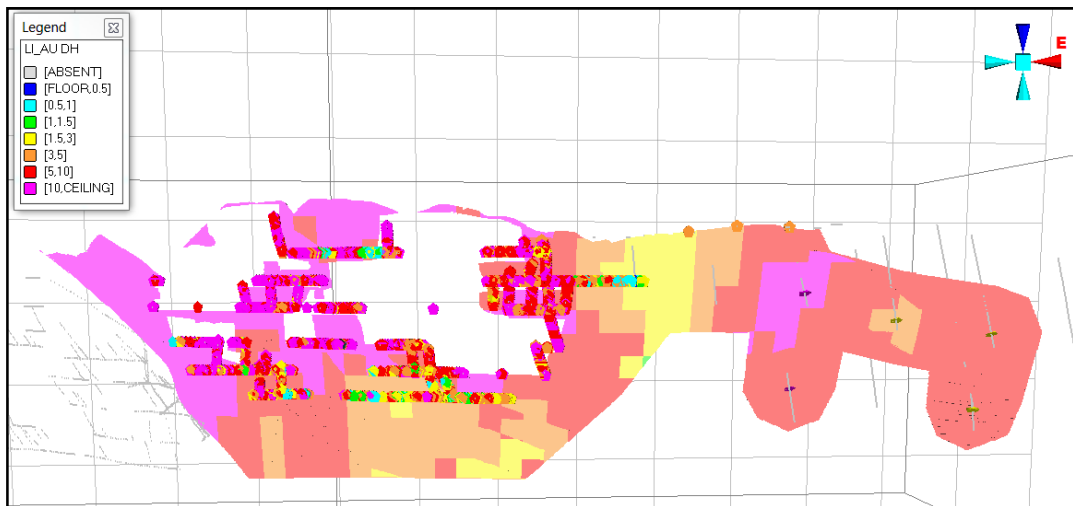 Legend
LI_AU DH
[ABSENT]
[FLOOR,0.5]
[0.5,1]
[1,1.5]
[1.5,3]
[3,5]
[5,10]
[10,CEILING]
E